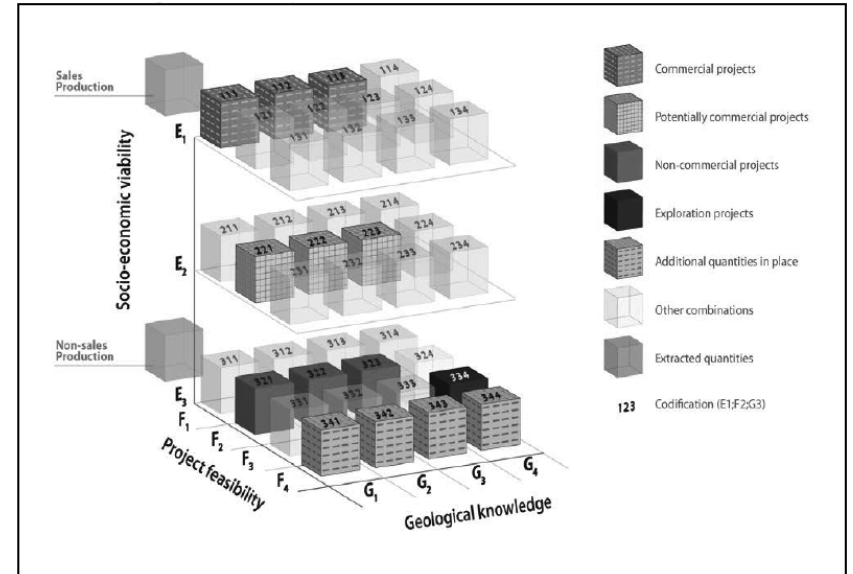 Sales
Production
Socio-economic viability
E1
111
112
113
114
121
122
123
124
131
132
133
134
E2
211
212
213
214
221
222
223
224
231
232
233
234
Non-sales
Production
E3
311
312
313
314
321
322
323
324
331
332
333
334
341
342
343
344
F1
F2
F3
F4
Project feasibility
G1
G2
G3
G4
Geological knowledge
Commercial projects
Potentially commercial projects
Non-commercial projects
Exploration projects
Additional quantities in place
Other combinations
Extracted quantities
123 Codification (E1;F2;G3)